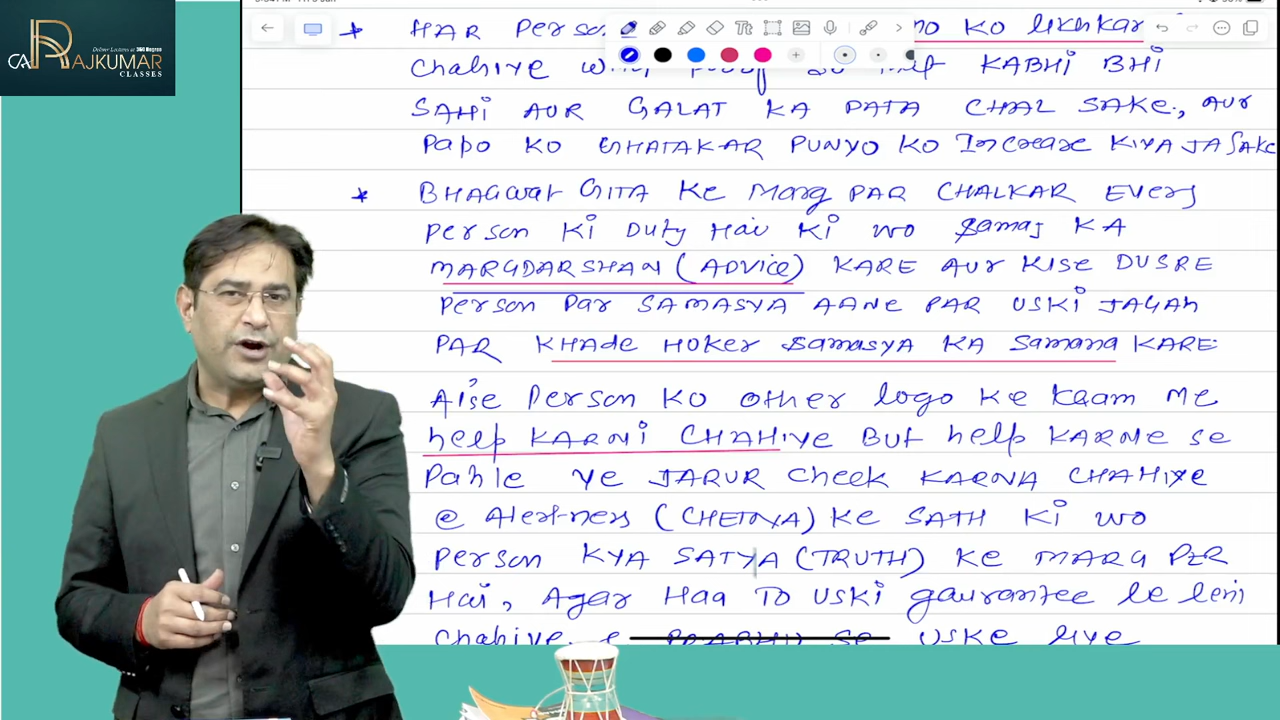 CA RAJKUMAR
Deliver Lectures at 360 Degree
CLASSES
* HAR Perso KO likhkar
Chahiye KABHi BHi
SAHi AUR GALAT KA PATA CHAL SAKE, AUR
Papo KO GHATAKAR PUNYO KO Increase KIYA JA SAKE
* BHAGWAT GITA Ke Marg PAR CHALKAR Every
Person Ki Duty Hai Ki wo Samaj KA
MARGDARSHAN (ADVICE) KARE AUR KISE DUSRE
Person Par SAMASYA AANE PAR USKI JAGAH
PAR KHADE HOKER Samasya KA Samana KARE
Aise Person KO other logo Ke Kaam Me
help KARNI CHAHIYE But help KARNE se
Pahle Ye JARUR Check KARNA CHAHIYE
@ Alertness (CHETNYA) Ke SATH Ki wo
Person KYA SATYA (TRUTH) Ke MARG PER
Hai, Agar Haa To USKI gaurantee le leni
Chahiye PRABHU se USKE liye